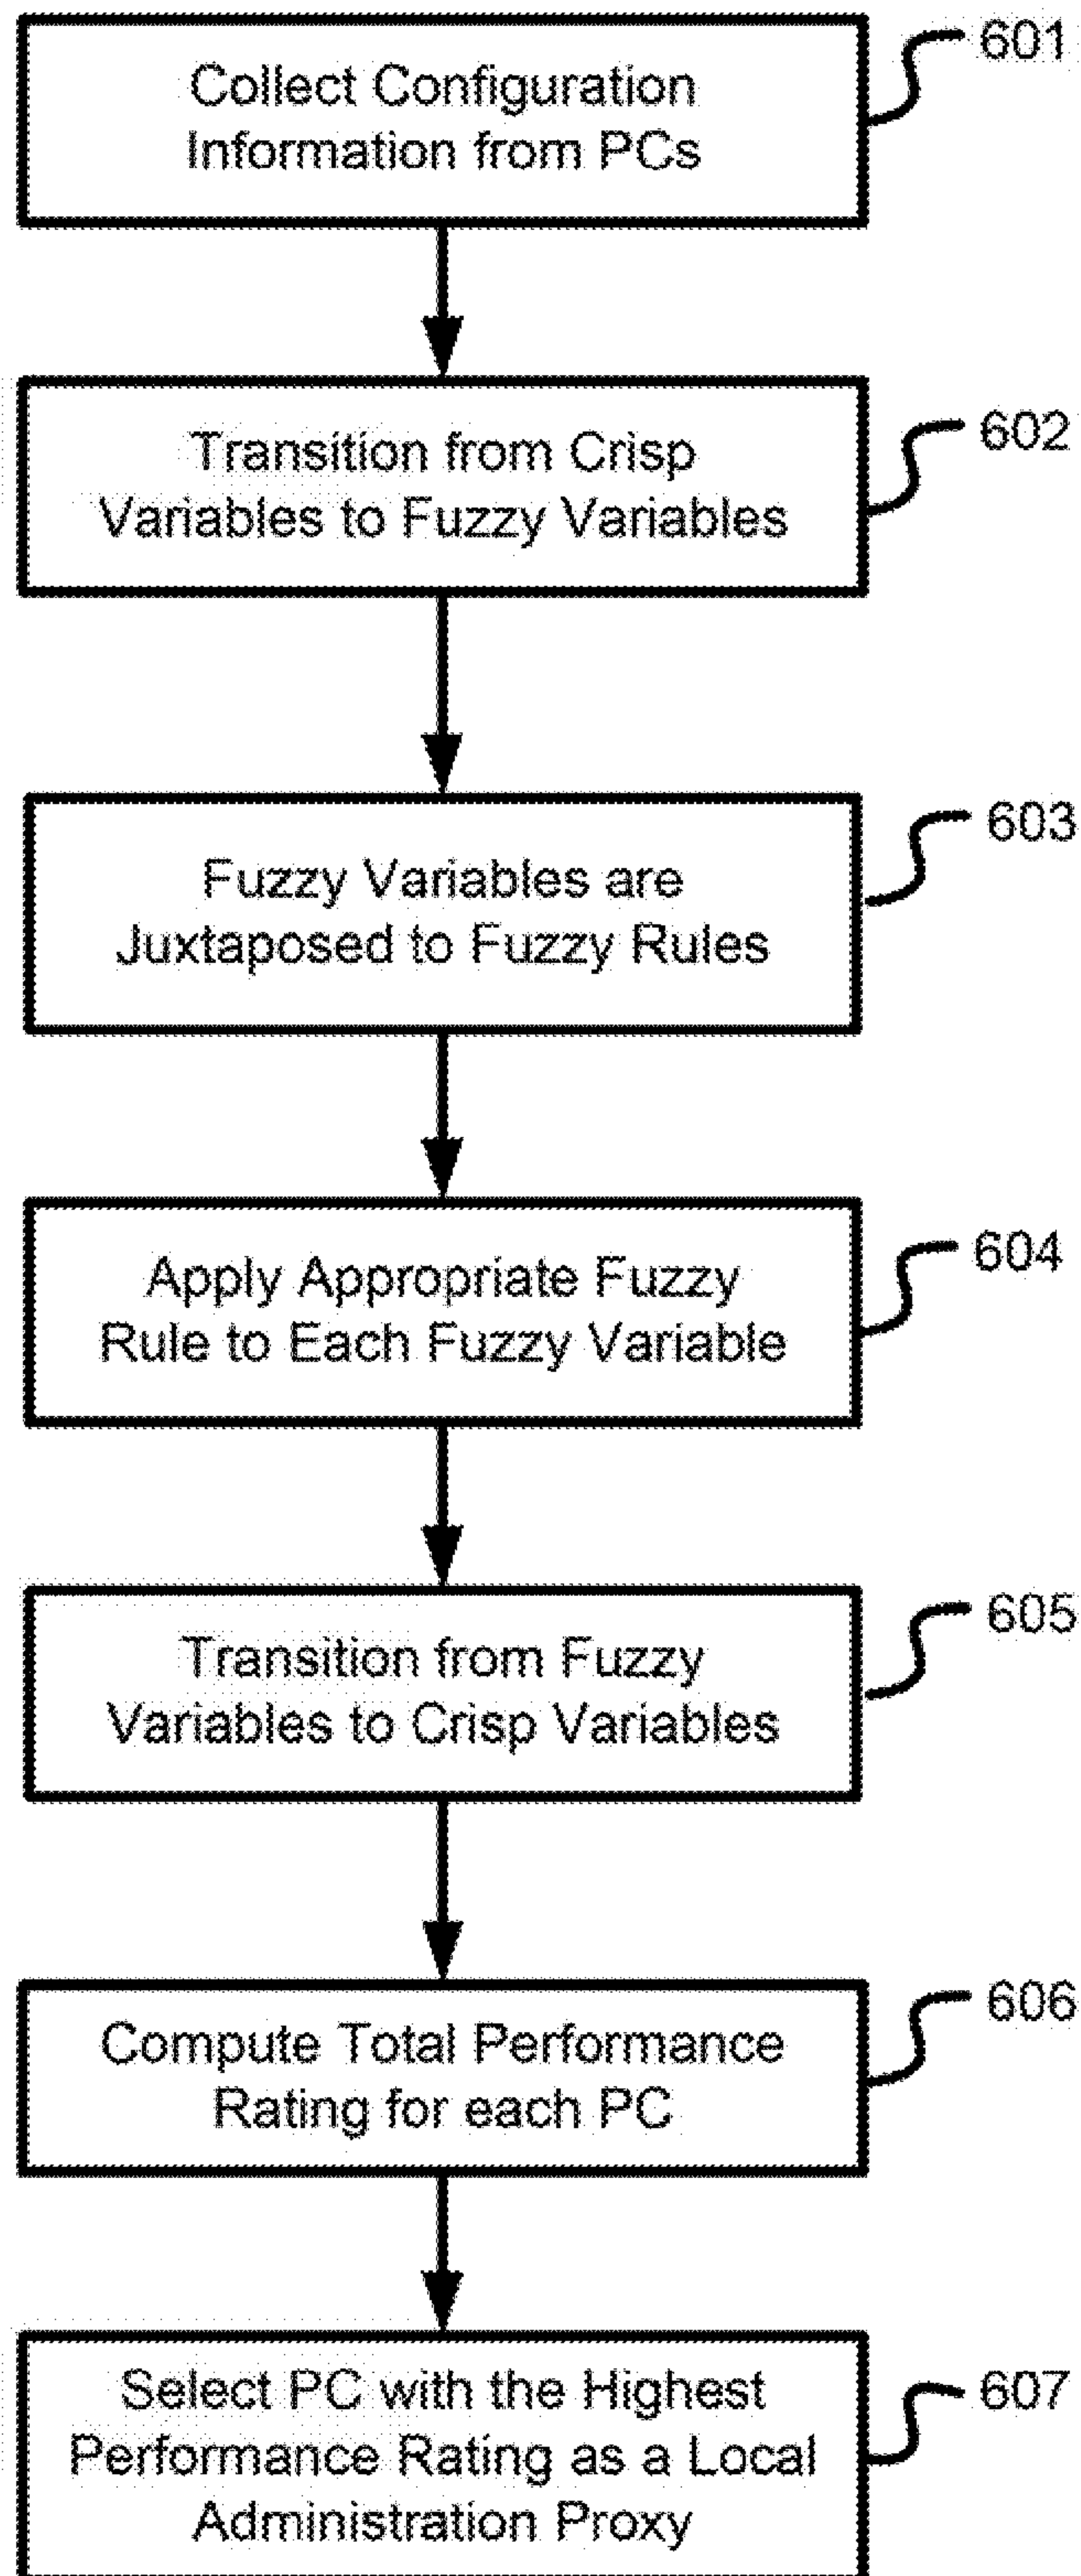 Collect Configuration
Information from PCs
601
Transition from Crisp
Variables to Fuzzy Variables
602
Fuzzy Variables are
Juxtaposed to Fuzzy Rules
603
Apply Appropriate Fuzzy
Rule to Each Fuzzy Variable
604
Transition from Fuzzy
Variables to Crisp Variables
605
Compute Total Performance
Rating for each PC
606
Select PC with the Highest
Performance Rating as a Local
Administration Proxy
607